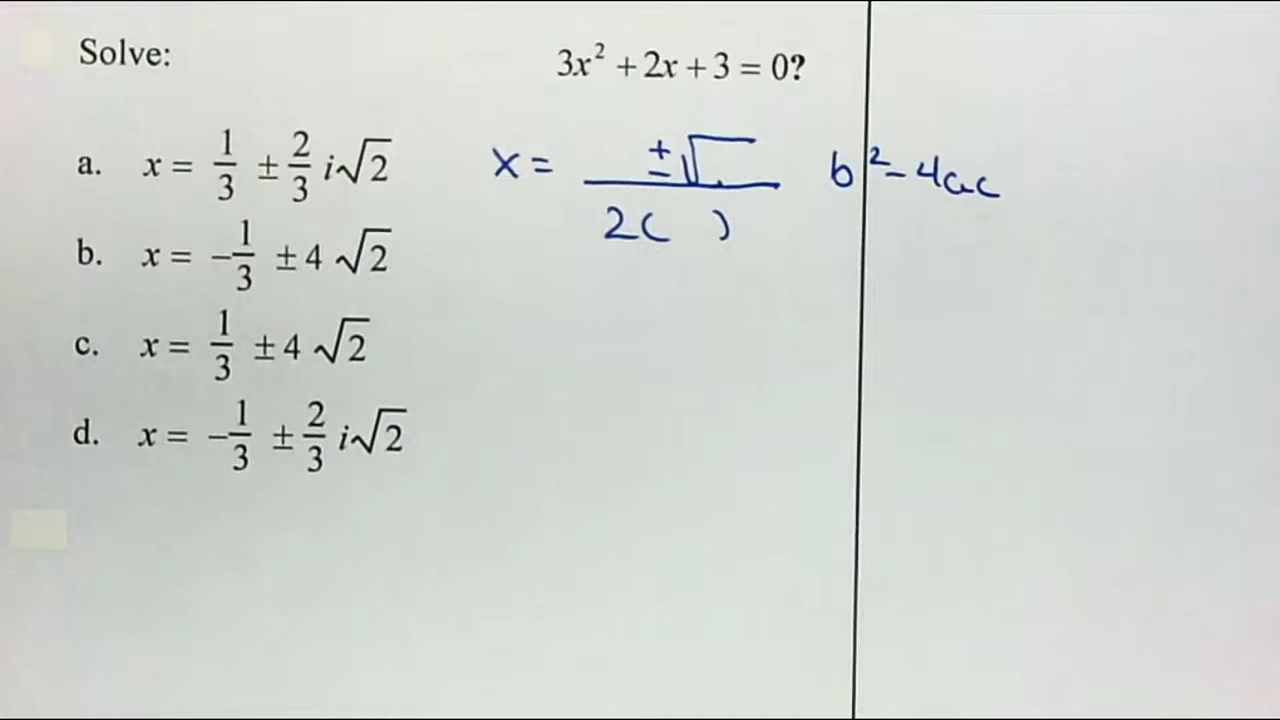 Solve: 3x² + 2x + 3 = 0?
a. x = 1/3 ± 2/3 i√2
b. x = -1/3 ± 4 √2
c. x = 1/3 ± 4 √2
d. x = -1/3 ± 2/3 i√2
x = ±√ / 2( )
b² - 4ac